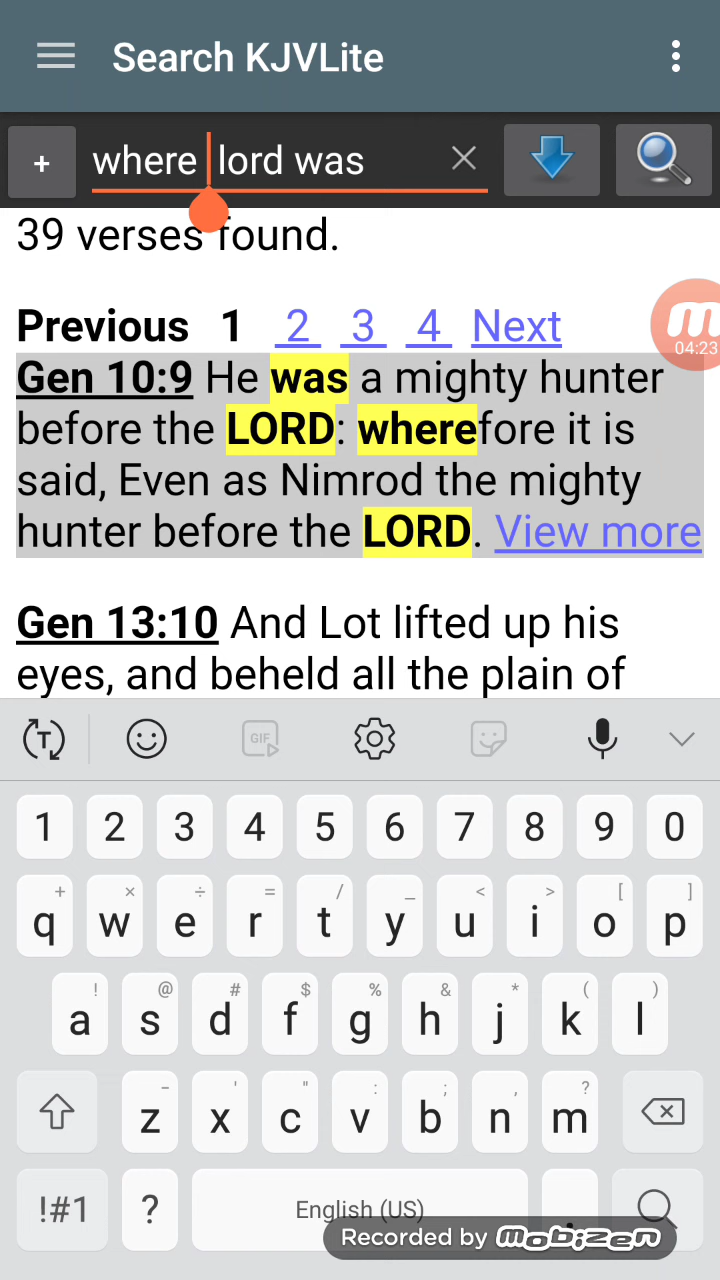 Search KJVLite
+ where lord was
39 verses found.
Previous 1 2 3 4 Next
04:23
Gen 10:9 He was a mighty hunter
before the LORD: wherefore it is
said, Even as Nimrod the mighty
hunter before the LORD. View more
Gen 13:10 And Lot lifted up his
eyes, and beheld all the plain of
T GIF
1 2 3 4 5 6 7 8 9 0
+ × ÷ = / _ < > [ ]
q w e r t y u i o p
! @ # $ % & * ( )
a s d f g h j k l
- ' " : ; , ?
z x c v b n m
!#1 ? English (US) .
Recorded by mobizen